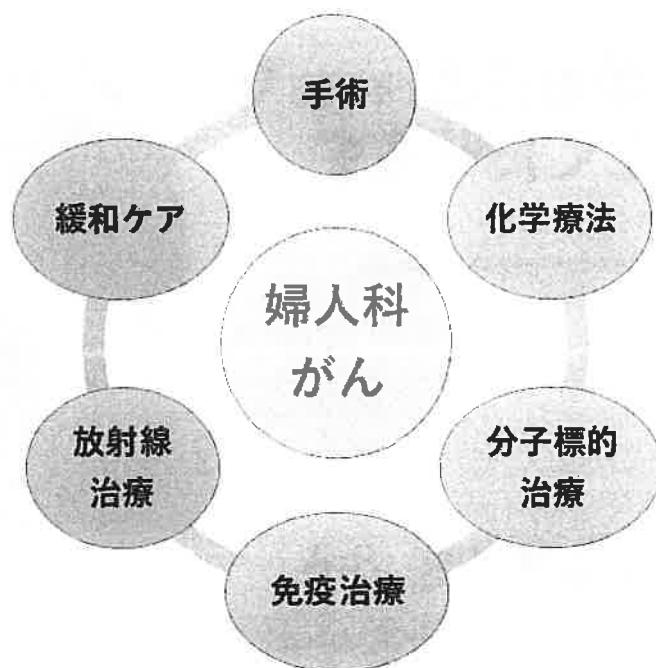 手術
化学療法
分子標的
治療
免疫治療
放射線
治療
緩和ケア
婦人科
がん